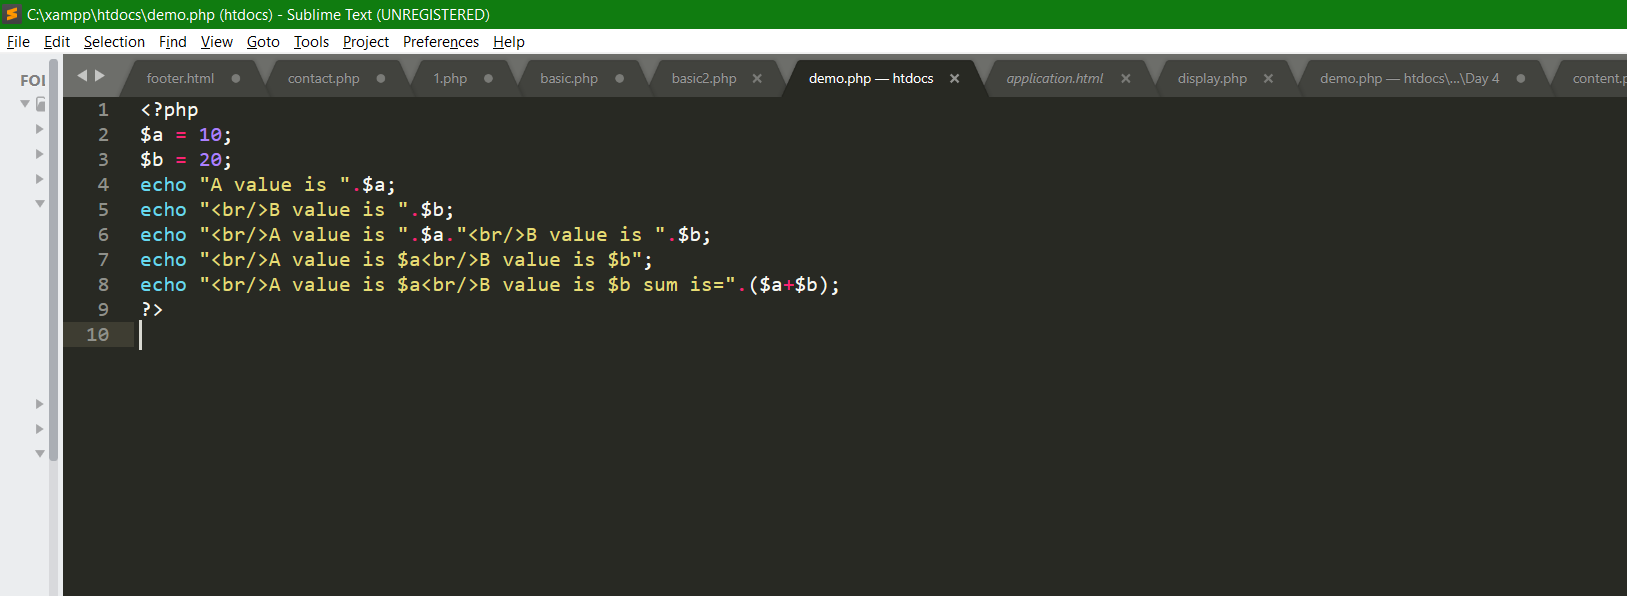 C:\xampp\htdocs\demo.php (htdocs) - Sublime Text (UNREGISTERED)
File Edit Selection Find View Goto Tools Project Preferences Help
FOL
footer.html contact.php 1.php basic.php basic2.php demo.php — htdocs application.html display.php demo.php — htdocs\...\Day 4 content.p
1 <?php
2 $a = 10;
3 $b = 20;
4 echo "A value is ".$a;
5 echo "<br/>B value is ".$b;
6 echo "<br/>A value is ".$a."<br/>B value is ".$b;
7 echo "<br/>A value is $a<br/>B value is $b";
8 echo "<br/>A value is $a<br/>B value is $b sum is=".($a+$b);
9 ?>
10